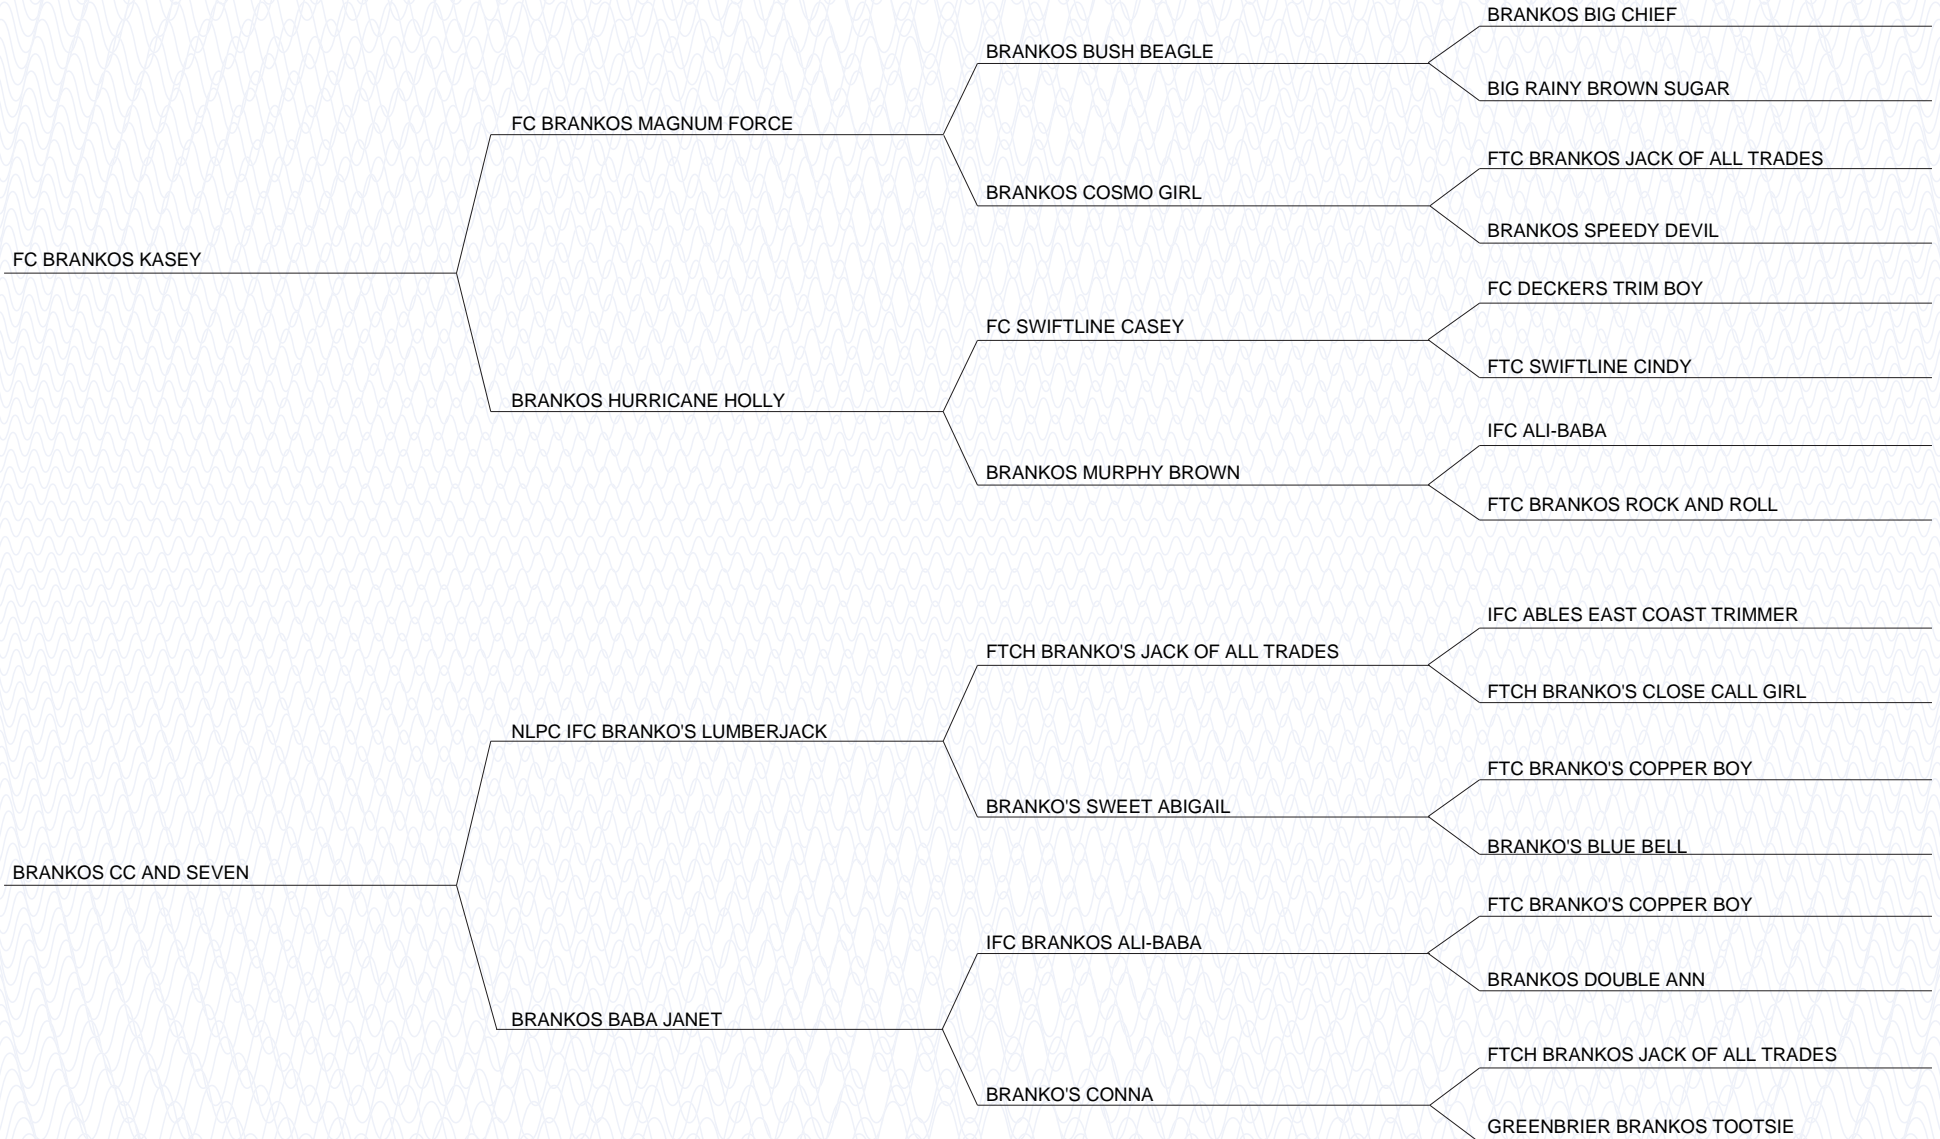 BRANKOS BIG CHIEF
BRANKOS BUSH BEAGLE
BIG RAINY BROWN SUGAR
FC BRANKOS MAGNUM FORCE
FTC BRANKOS JACK OF ALL TRADES
BRANKOS COSMO GIRL
BRANKOS SPEEDY DEVIL
FC BRANKOS KASEY
FC DECKERS TRIM BOY
FC SWIFTLINE CASEY
FTC SWIFTLINE CINDY
BRANKOS HURRICANE HOLLY
IFC ALI-BABA
BRANKOS MURPHY BROWN
FTC BRANKOS ROCK AND ROLL
IFC ABLES EAST COAST TRIMMER
FTCH BRANKO'S JACK OF ALL TRADES
FTCH BRANKO'S CLOSE CALL GIRL
NLPC IFC BRANKO'S LUMBERJACK
FTC BRANKO'S COPPER BOY
BRANKO'S SWEET ABIGAIL
BRANKO'S BLUE BELL
BRANKOS CC AND SEVEN
FTC BRANKO'S COPPER BOY
IFC BRANKOS ALI-BABA
BRANKOS DOUBLE ANN
BRANKOS BABA JANET
FTCH BRANKOS JACK OF ALL TRADES
BRANKO'S CONNA
GREENBRIER BRANKOS TOOTSIE